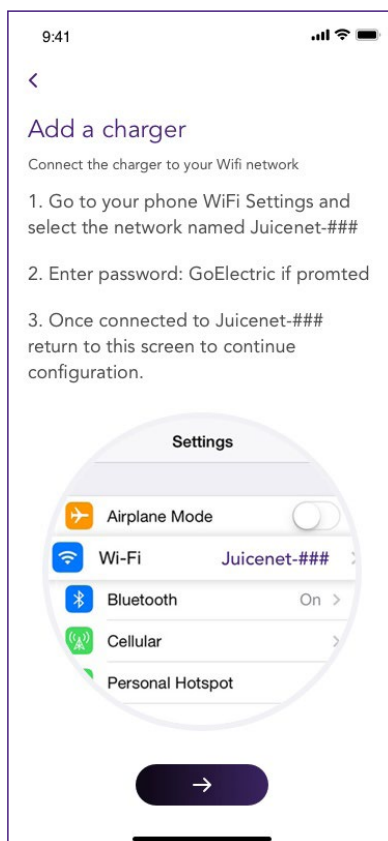 9:41
Add a charger
Connect the charger to your Wifi network
1. Go to your phone WiFi Settings and
select the network named Juicenet-###
2. Enter password: GoElectric if promted
3. Once connected to Juicenet-###
return to this screen to continue
configuration.
Settings
Airplane Mode
Wi-Fi Juicenet-###
Bluetooth On
Cellular
Personal Hotspot